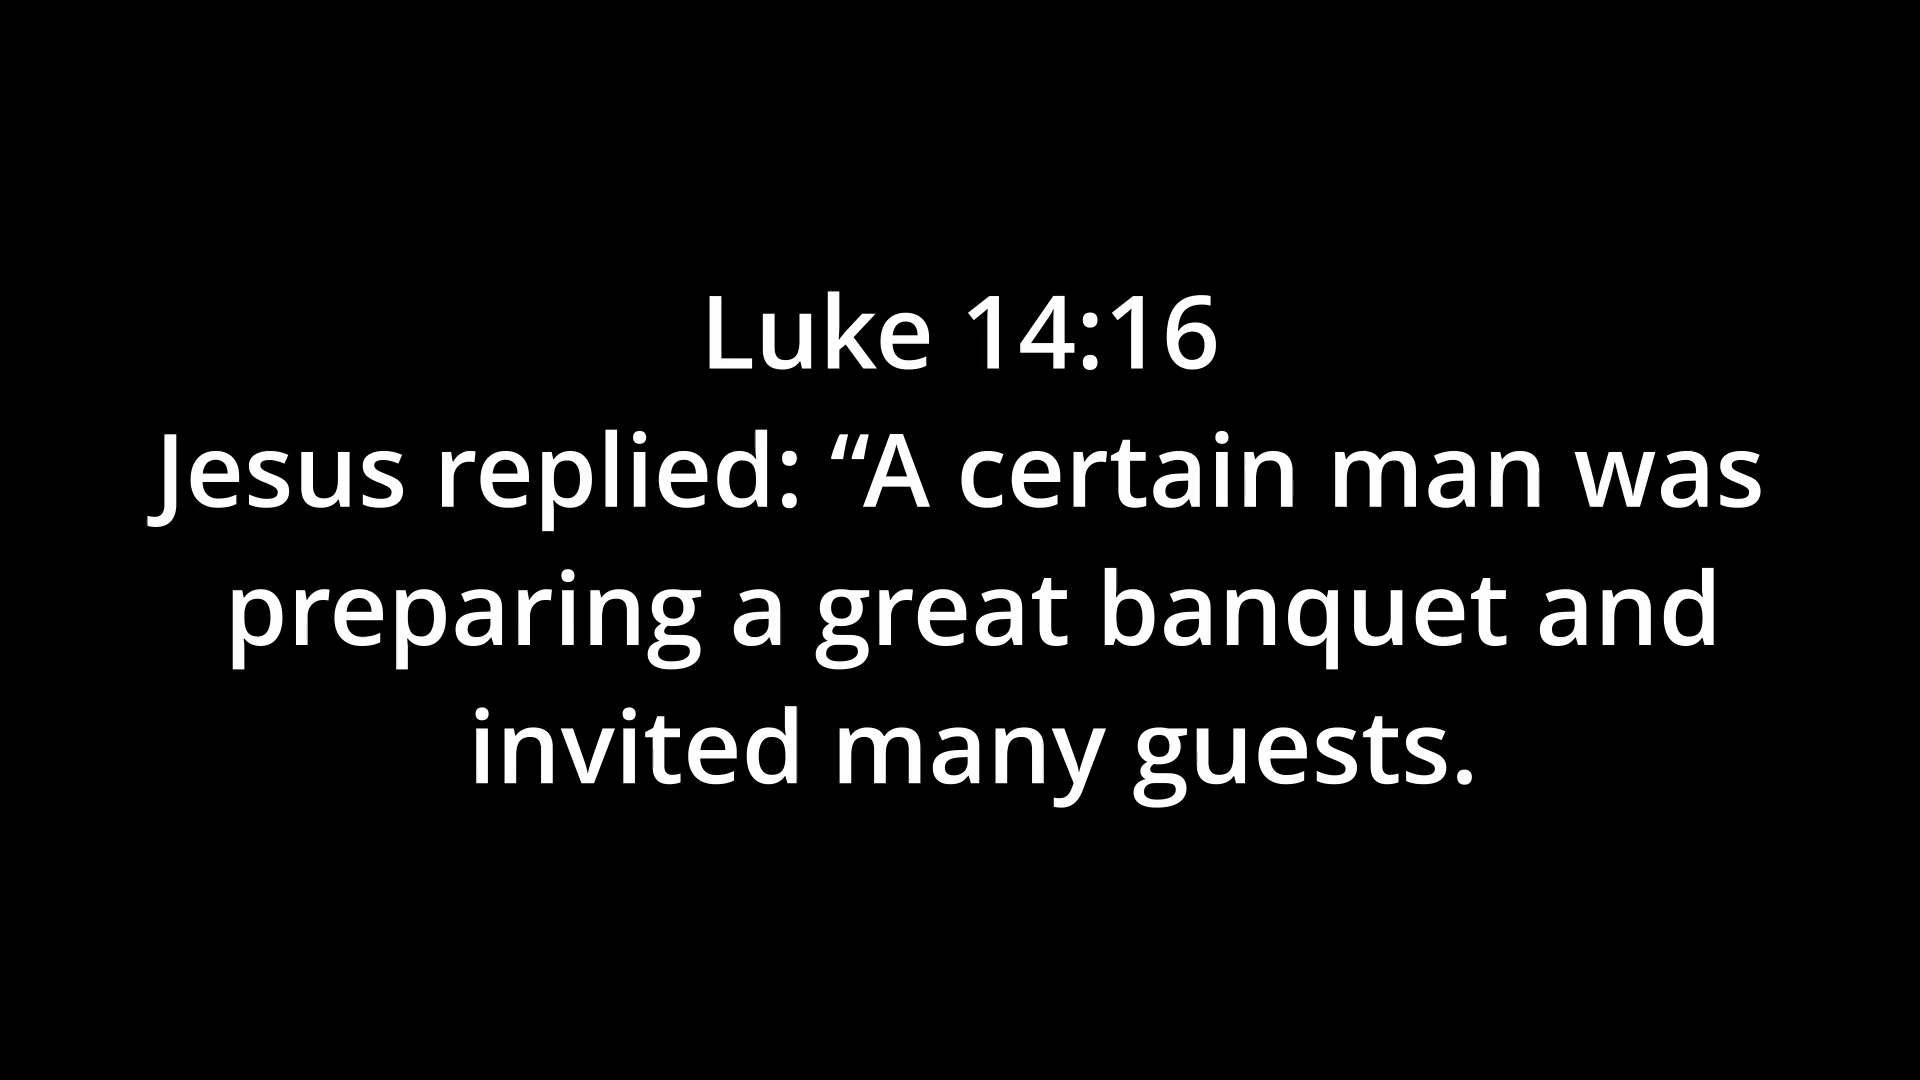 Luke 14:16
Jesus replied: “A certain man was
preparing a great banquet and
invited many guests.